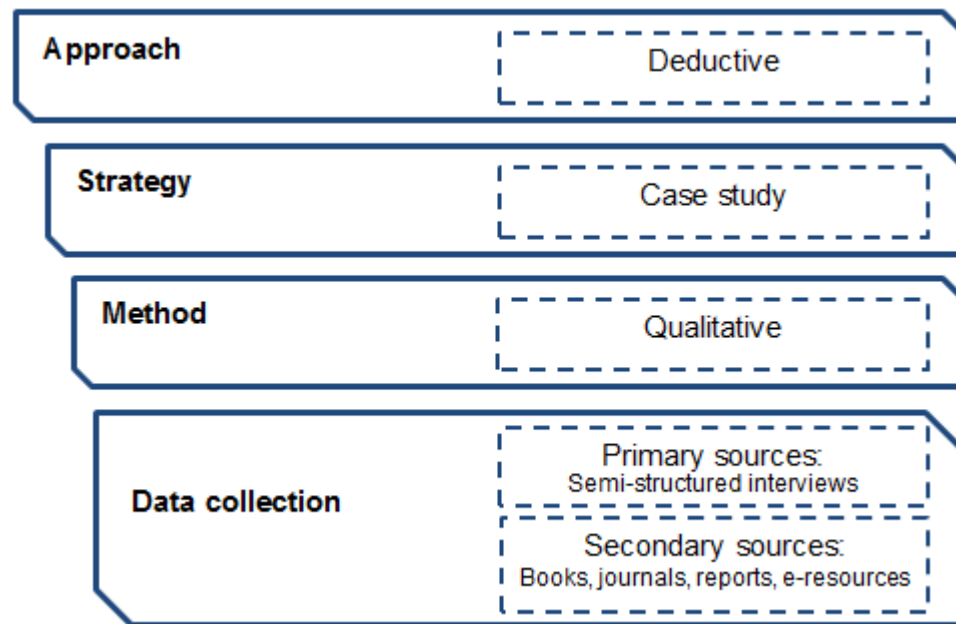 Approach
Deductive
Strategy
Case study
Method
Qualitative
Data collection
Primary sources:
Semi-structured interviews
Secondary sources:
Books, journals, reports, e-resources